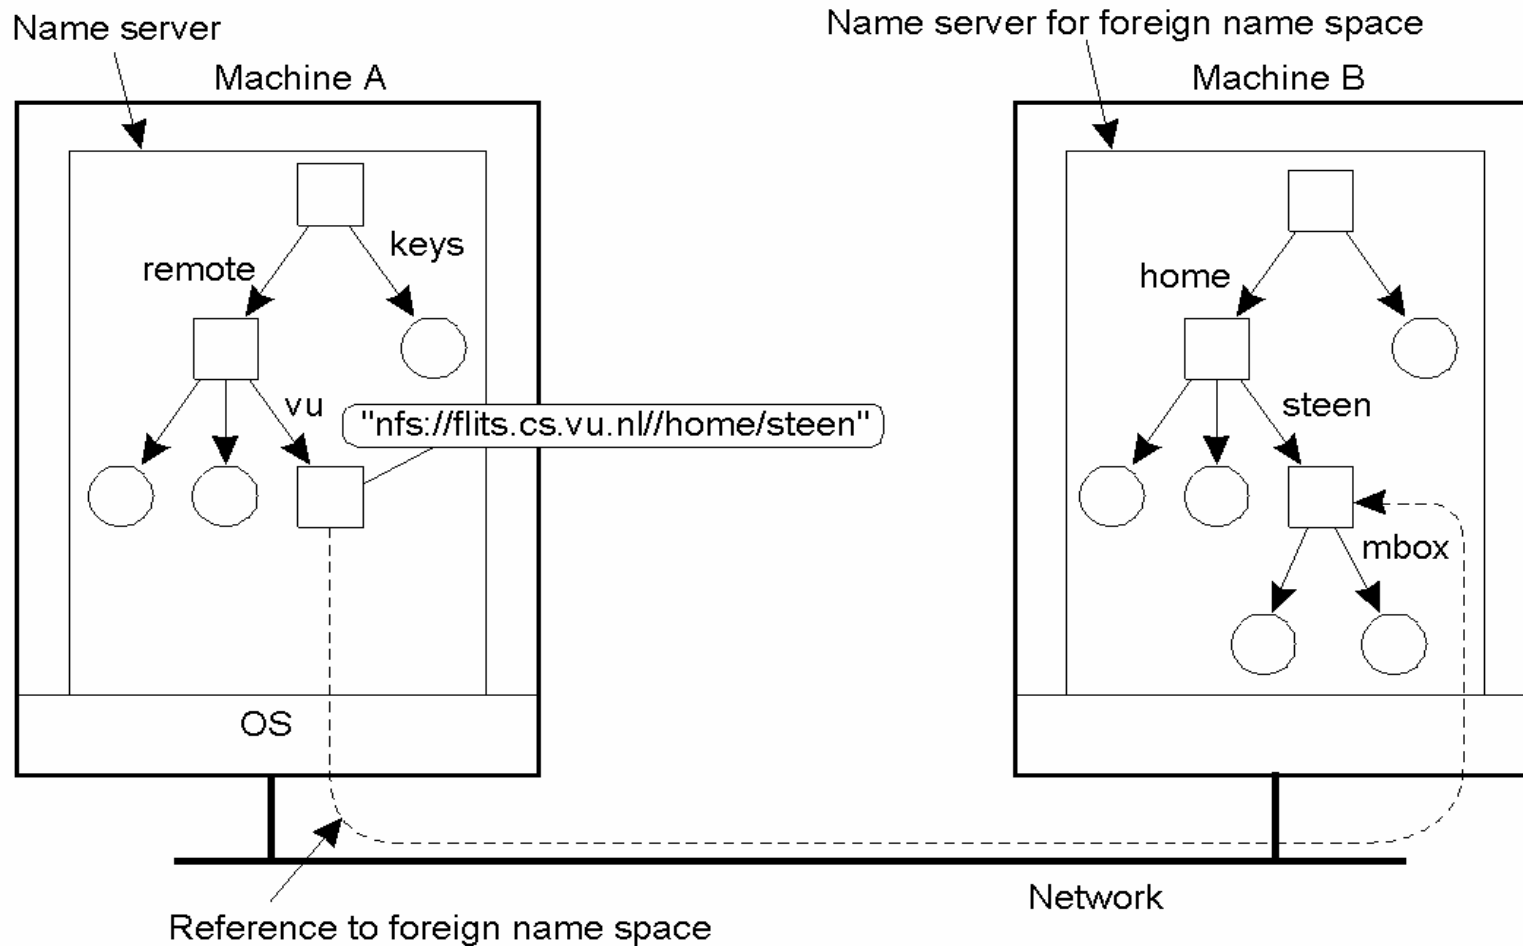 Name server
Name server for foreign name space
Machine A
Machine B
keys
remote
home
vu
"nfs://flits.cs.vu.nl//home/steen"
steen
mbox
OS
Network
Reference to foreign name space